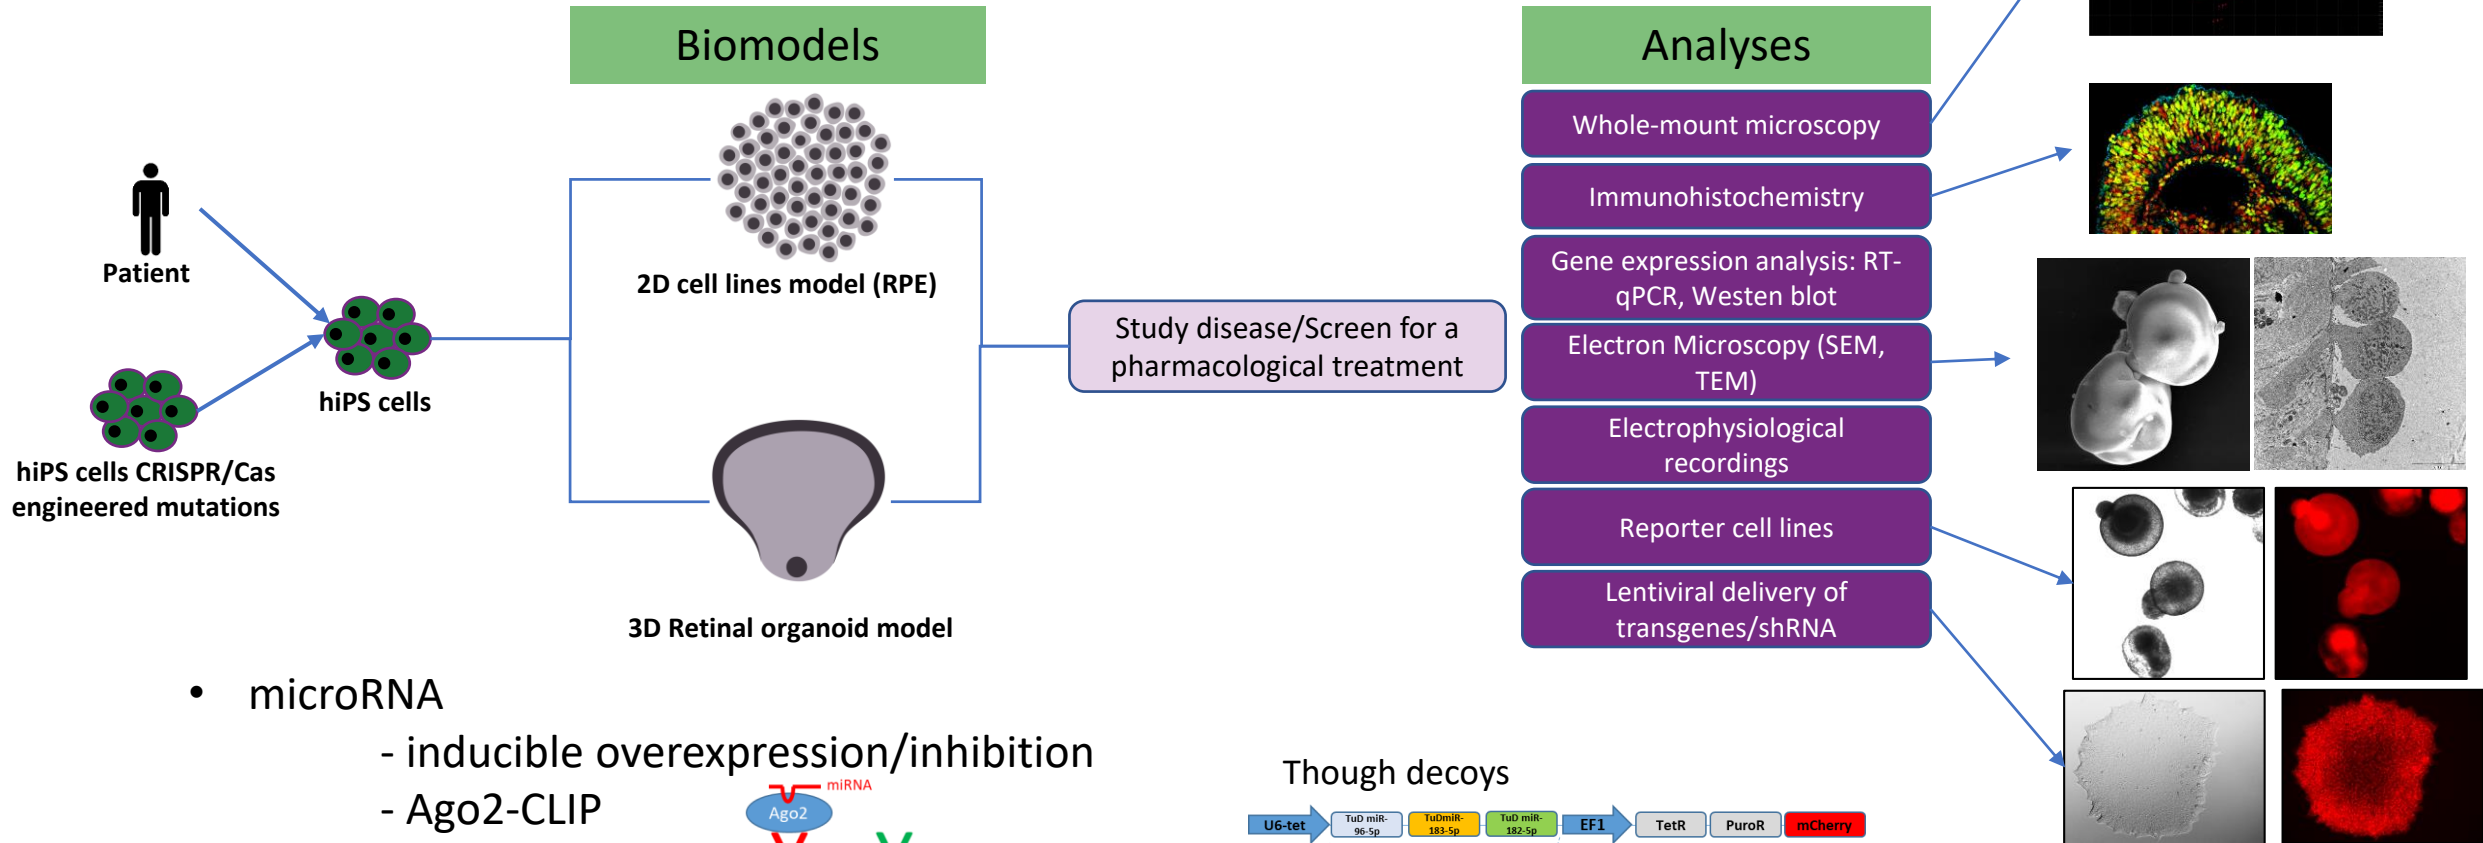 Biomodels
Analyses
Patient
hiPS cells CRISPR/Cas
engineered mutations
hiPS cells
2D cell lines model (RPE)
3D Retinal organoid model
Study disease/Screen for a
pharmacological treatment
Whole-mount microscopy
Immunohistochemistry
Gene expression analysis: RT-
qPCR, Westen blot
Electron Microscopy (SEM,
TEM)
Electrophysiological
recordings
Reporter cell lines
Lentiviral delivery of
transgenes/shRNA
• microRNA
- inducible overexpression/inhibition
- Ago2-CLIP
miRNA
Ago2
Though decoys
U6-tet
TuD miR-
96-5p
TuDmiR-
183-5p
TuD miR-
182-5p
EF1
TetR
PuroR
mCherry